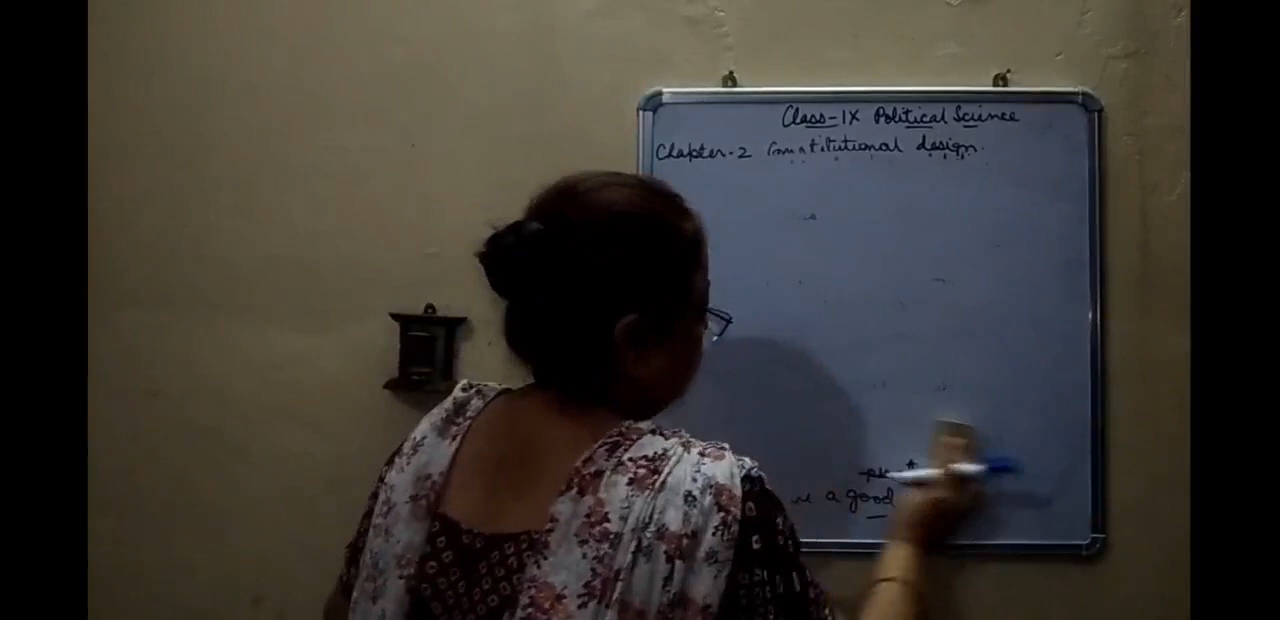 Class-IX Political Science
Chapter-2 Constitutional design.
a good